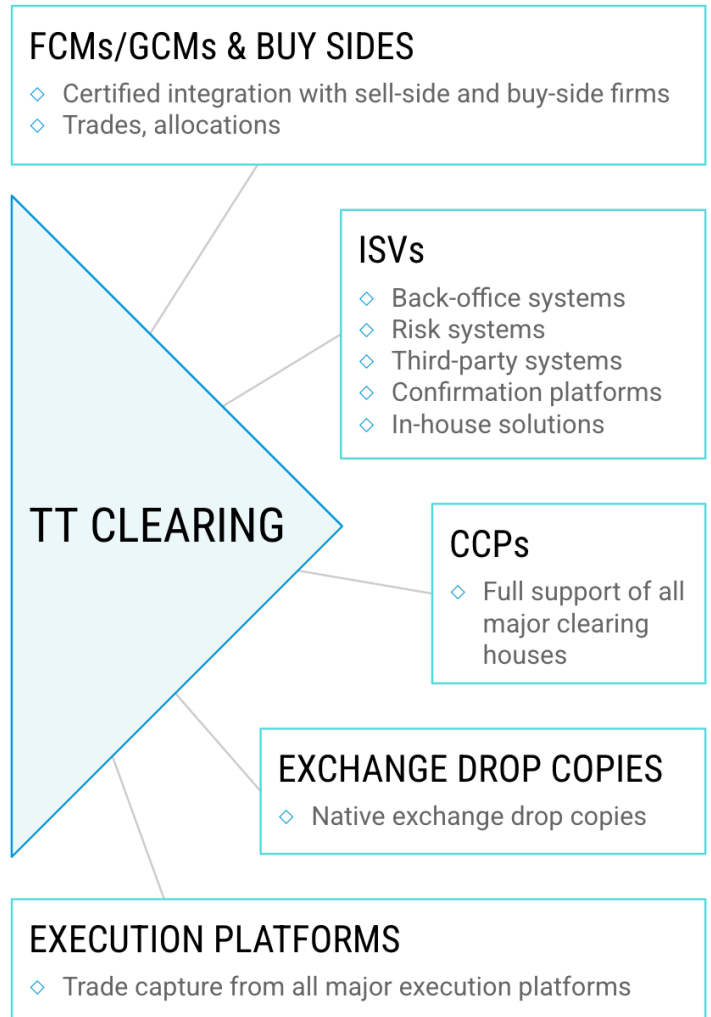 FCMs/GCMs & BUY SIDES
◇ Certified integration with sell-side and buy-side firms
◇ Trades, allocations
ISVs
◇ Back-office systems
◇ Risk systems
◇ Third-party systems
◇ Confirmation platforms
◇ In-house solutions
TT CLEARING
CCPs
◇ Full support of all
major clearing
houses
EXCHANGE DROP COPIES
◇ Native exchange drop copies
EXECUTION PLATFORMS
◇ Trade capture from all major execution platforms